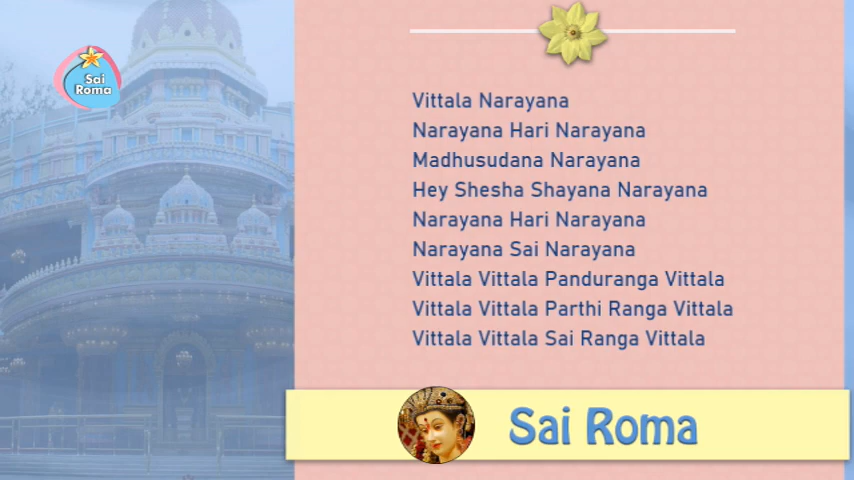 Sai
Roma
Vittala Narayana
Narayana Hari Narayana
Madhusudana Narayana
Hey Shesha Shayana Narayana
Narayana Hari Narayana
Narayana Sai Narayana
Vittala Vittala Panduranga Vittala
Vittala Vittala Parthi Ranga Vittala
Vittala Vittala Sai Ranga Vittala
Sai Roma